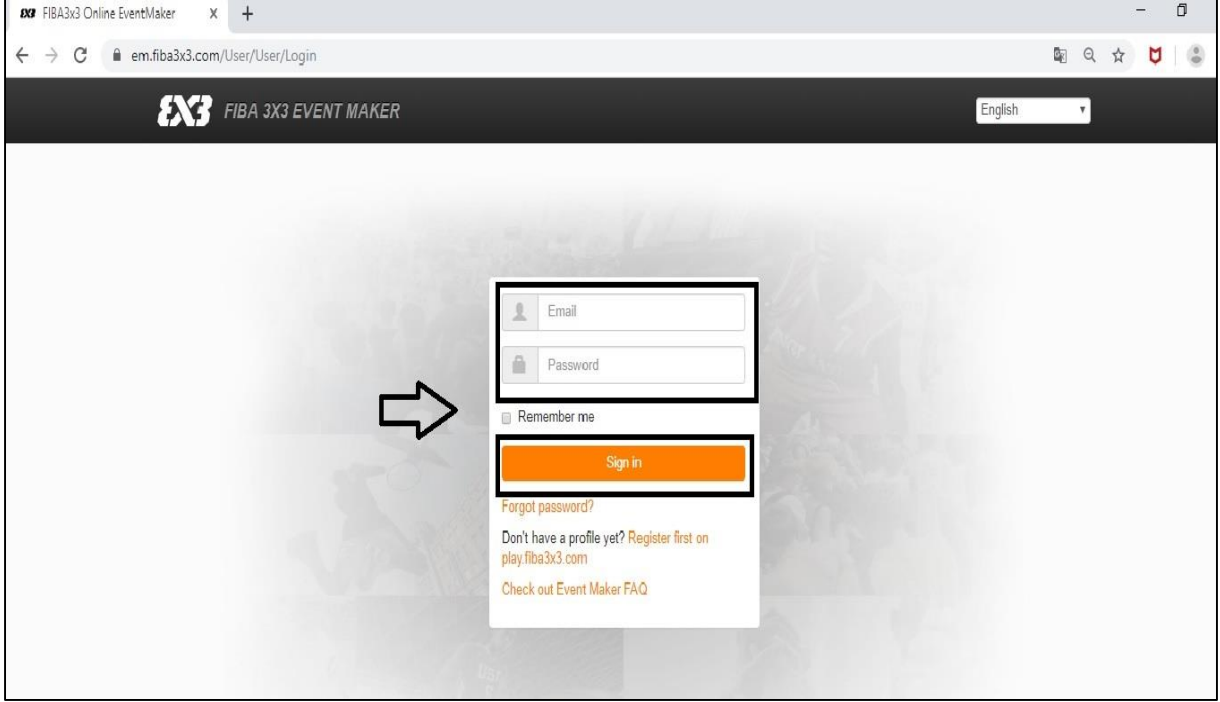 FIBA3x3 Online EventMaker
em.fiba3x3.com/User/User/Login
3X3 FIBA 3X3 EVENT MAKER
English
Email
Password
Remember me
Sign in
Forgot password?
Don't have a profile yet? Register first on
play.fiba3x3.com
Check out Event Maker FAQ